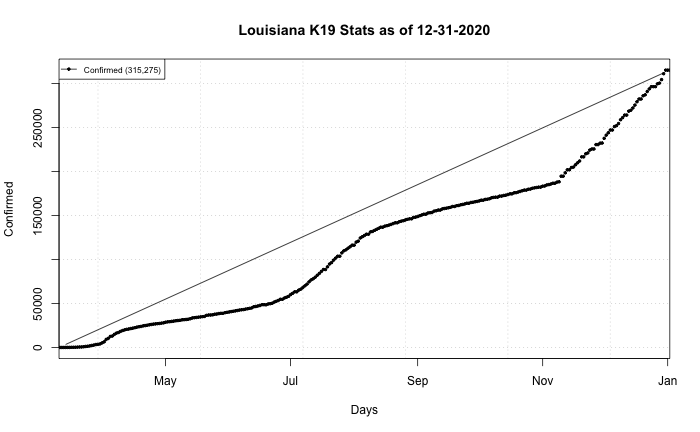 Louisiana K19 Stats as of 12-31-2020
Confirmed (315,275)
250000
150000
50000
0
Confirmed
May Jul Sep Nov Jan
Days